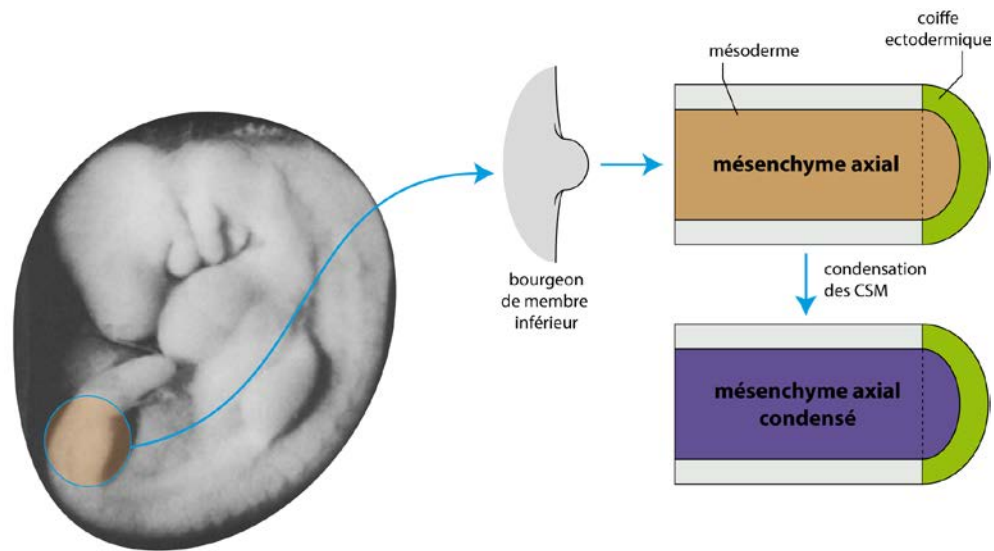 coiffe
ectodermique
mésoderme
mésenchyme axial
bourgeon
de membre
inférieur
condensation
des CSM
mésenchyme axial
condensé